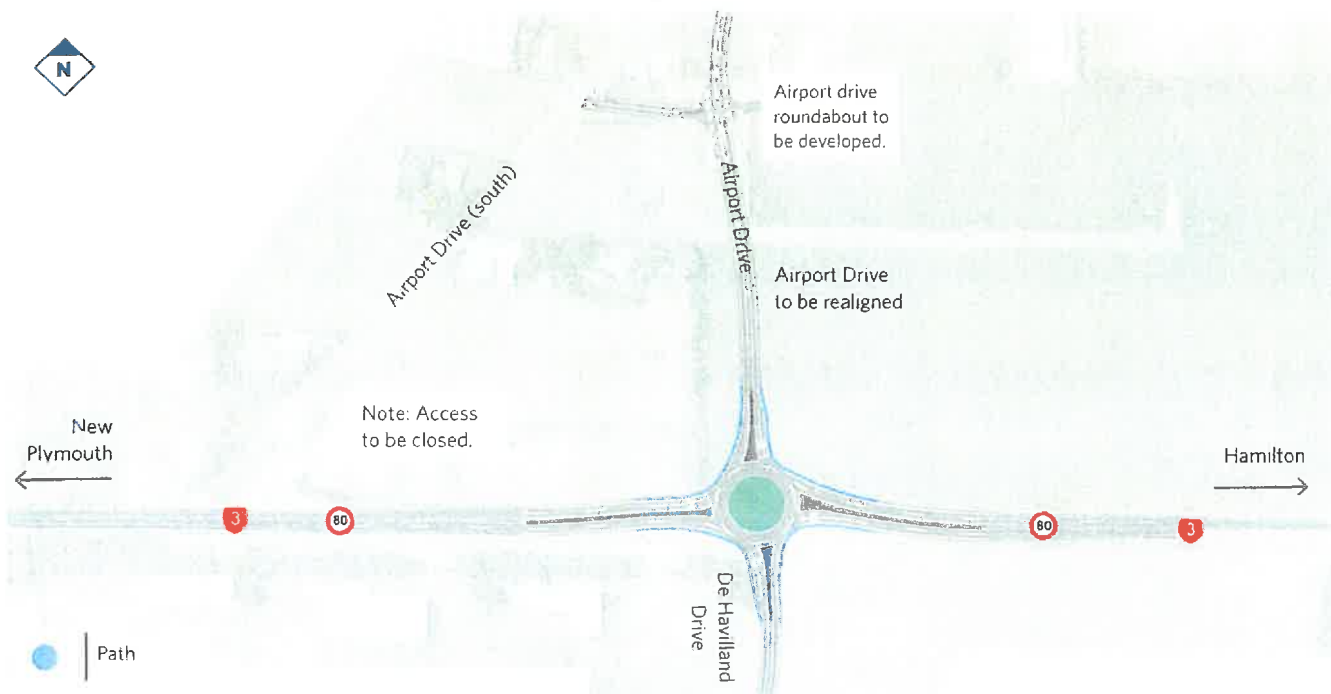 N
Airport drive
roundabout to
be developed.
Airport Drive (south)
Airport Drive
Airport Drive
to be realigned
Note: Access
to be closed.
New
Plymouth
Hamilton
3
80
80
3
De Havilland
Drive
Path